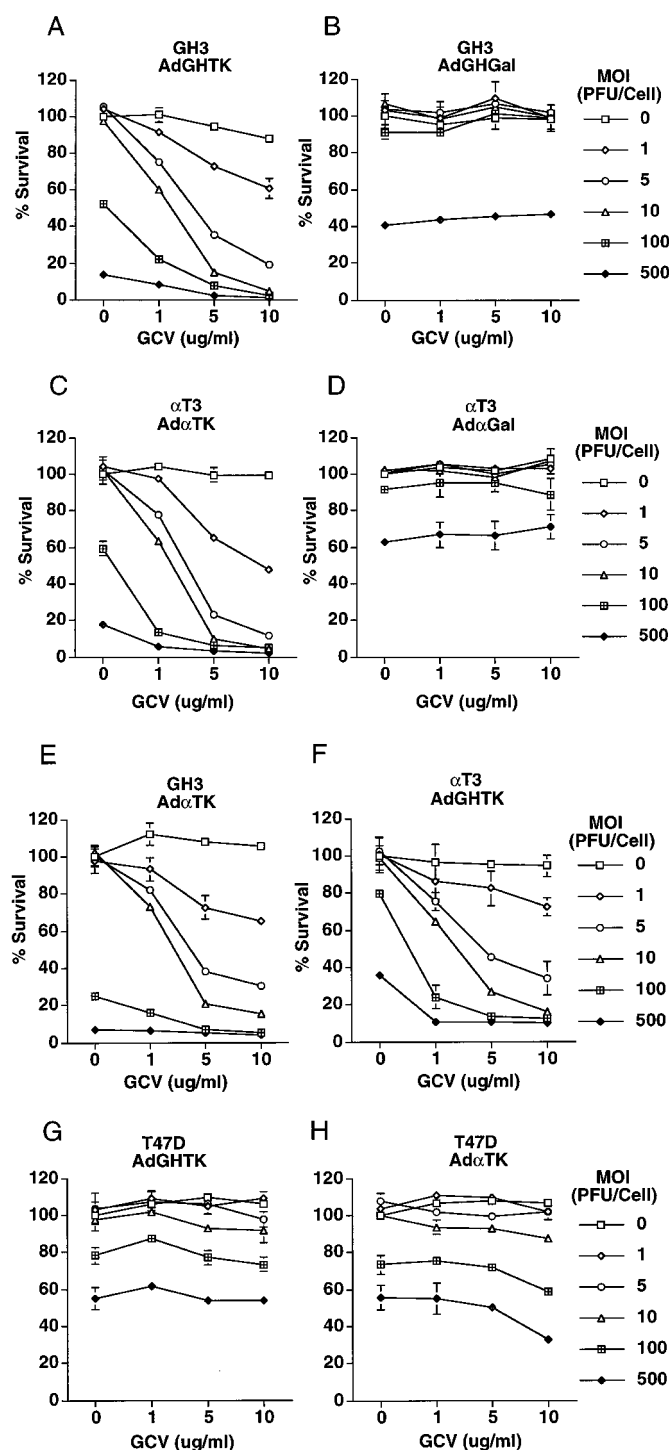 A
GH3
AdGHTK
120
100
80
60
40
20
0
% Survival
0 1 5 10
GCV (ug/ml)
B
GH3
AdGHGal
120
100
80
60
40
20
0
0 1 5 10
GCV (ug/ml)
MOI
(PFU/Cell)
0
1
5
10
100
500
C
αT3
AdαTK
120
100
80
60
40
20
0
% Survival
0 1 5 10
GCV (ug/ml)
D
αT3
AdαGal
120
100
80
60
40
20
0
0 1 5 10
GCV (ug/ml)
MOI
(PFU/Cell)
0
1
5
10
100
500
E
GH3
AdαTK
120
100
80
60
40
20
0
% Survival
0 1 5 10
GCV (ug/ml)
F
αT3
AdGHTK
120
100
80
60
40
20
0
% Survival
0 1 5 10
GCV (ug/ml)
MOI
(PFU/Cell)
0
1
5
10
100
500
G
T47D
AdGHTK
120
100
80
60
40
20
0
% Survival
0 1 5 10
GCV (ug/ml)
H
T47D
AdαTK
120
100
80
60
40
20
0
0 1 5 10
GCV (ug/ml)
MOI
(PFU/Cell)
0
1
5
10
100
500